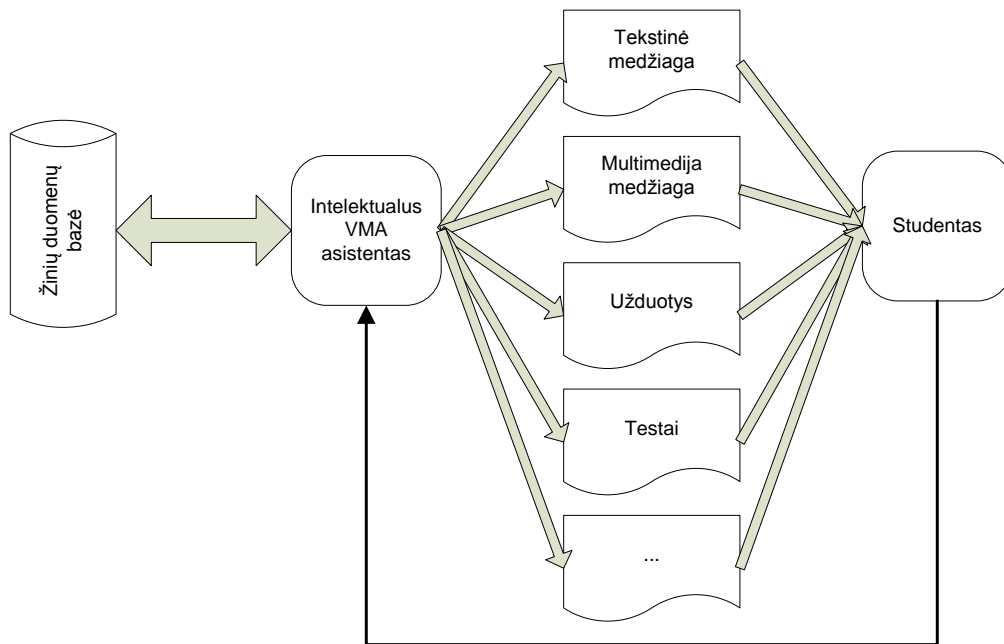 Žinių duomenų
bazė
Intelektualus
VMA
asistentas
Tekstinė
medžiaga
Multimedija
medžiaga
Užduotys
Testai
...
Studentas